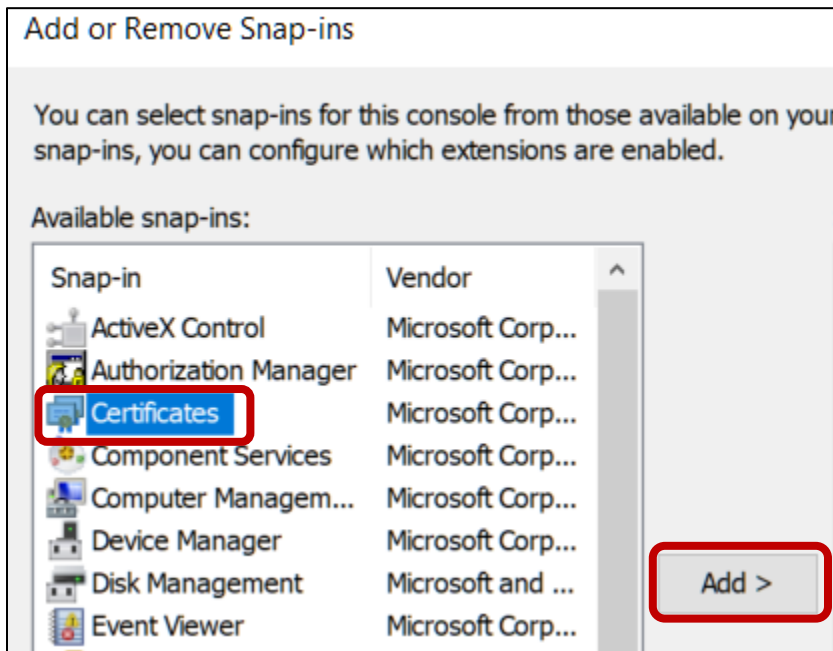 Add or Remove Snap-ins
You can select snap-ins for this console from those available on your
snap-ins, you can configure which extensions are enabled.
Available snap-ins:
Snap-in Vendor
ActiveX Control Microsoft Corp...
Authorization Manager Microsoft Corp...
Certificates Microsoft Corp...
Component Services Microsoft Corp...
Computer Managem... Microsoft Corp...
Device Manager Microsoft Corp...
Disk Management Microsoft and ...
Add >
Event Viewer Microsoft Corp...